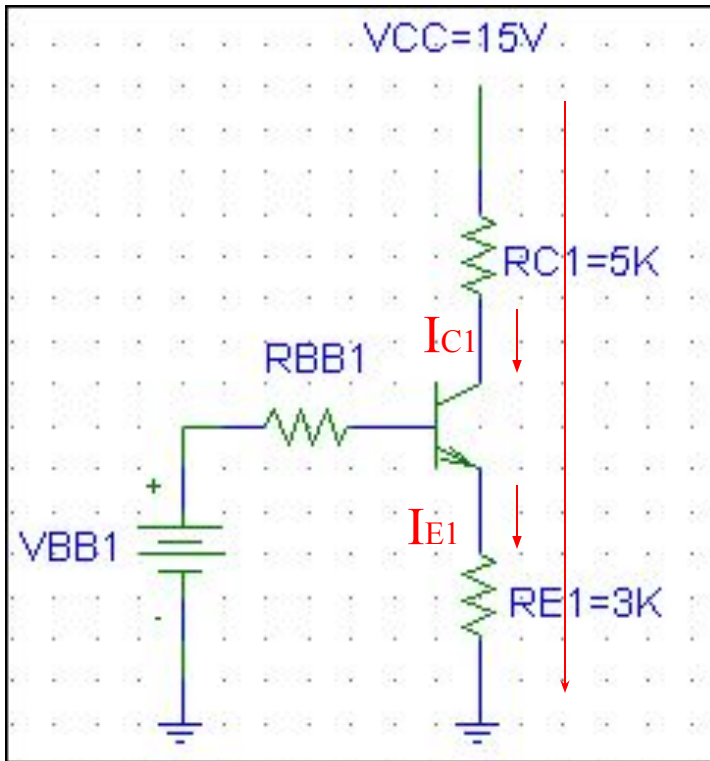 VCC=15V
RC1=5K
IC1
RBB1
+
VBB1
IE1
RE1=3K
-